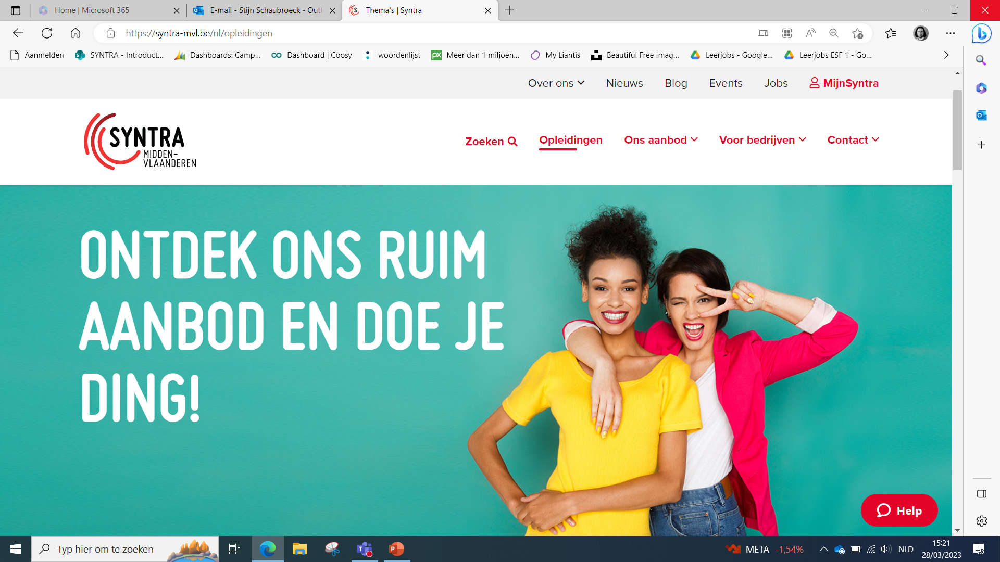 Home | Microsoft 365
E-mail - Stijn Schaubroeck - Outl
Thema's | Syntra
https://syntra-mvl.be/nl/opleidingen
Aanmelden
SYNTRA - Introduct...
Dashboards: Camp...
Dashboard | Coosy
woordenlijst
Meer dan 1 miljoen...
My Liantis
Beautiful Free Imag...
Leerjobs - Google...
Leerjobs ESF 1 - Go...
Over ons
Nieuws
Blog
Events
Jobs
MijnSyntra
SYNTRA
MIDDEN-
VLAANDEREN
Zoeken
Opleidingen
Ons aanbod
Voor bedrijven
Contact
ONTDEK ONS RUIM
AANBOD EN DOE JE
DING!
Help
Typ hier om te zoeken
META -1,54%
NLD
15:21
28/03/2023